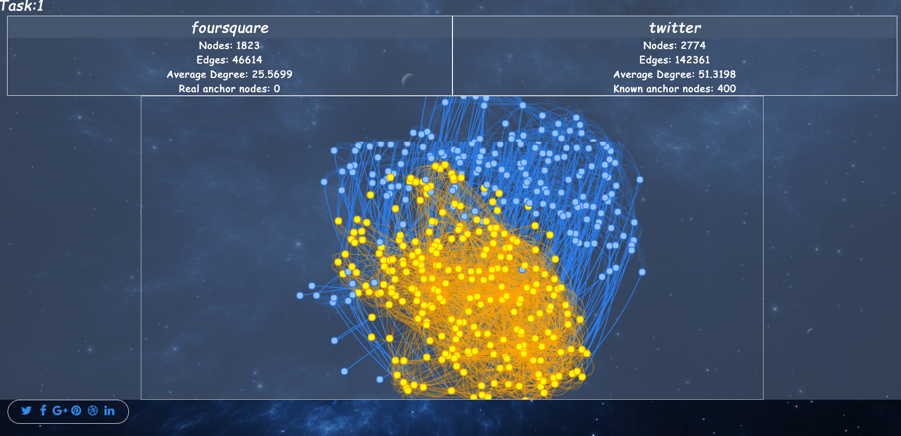 Task:1
foursquare
Nodes: 1823
Edges: 46614
Average Degree: 25.5699
Real anchor nodes: 0
twitter
Nodes: 2774
Edges: 142361
Average Degree: 51.3198
Known anchor nodes: 400